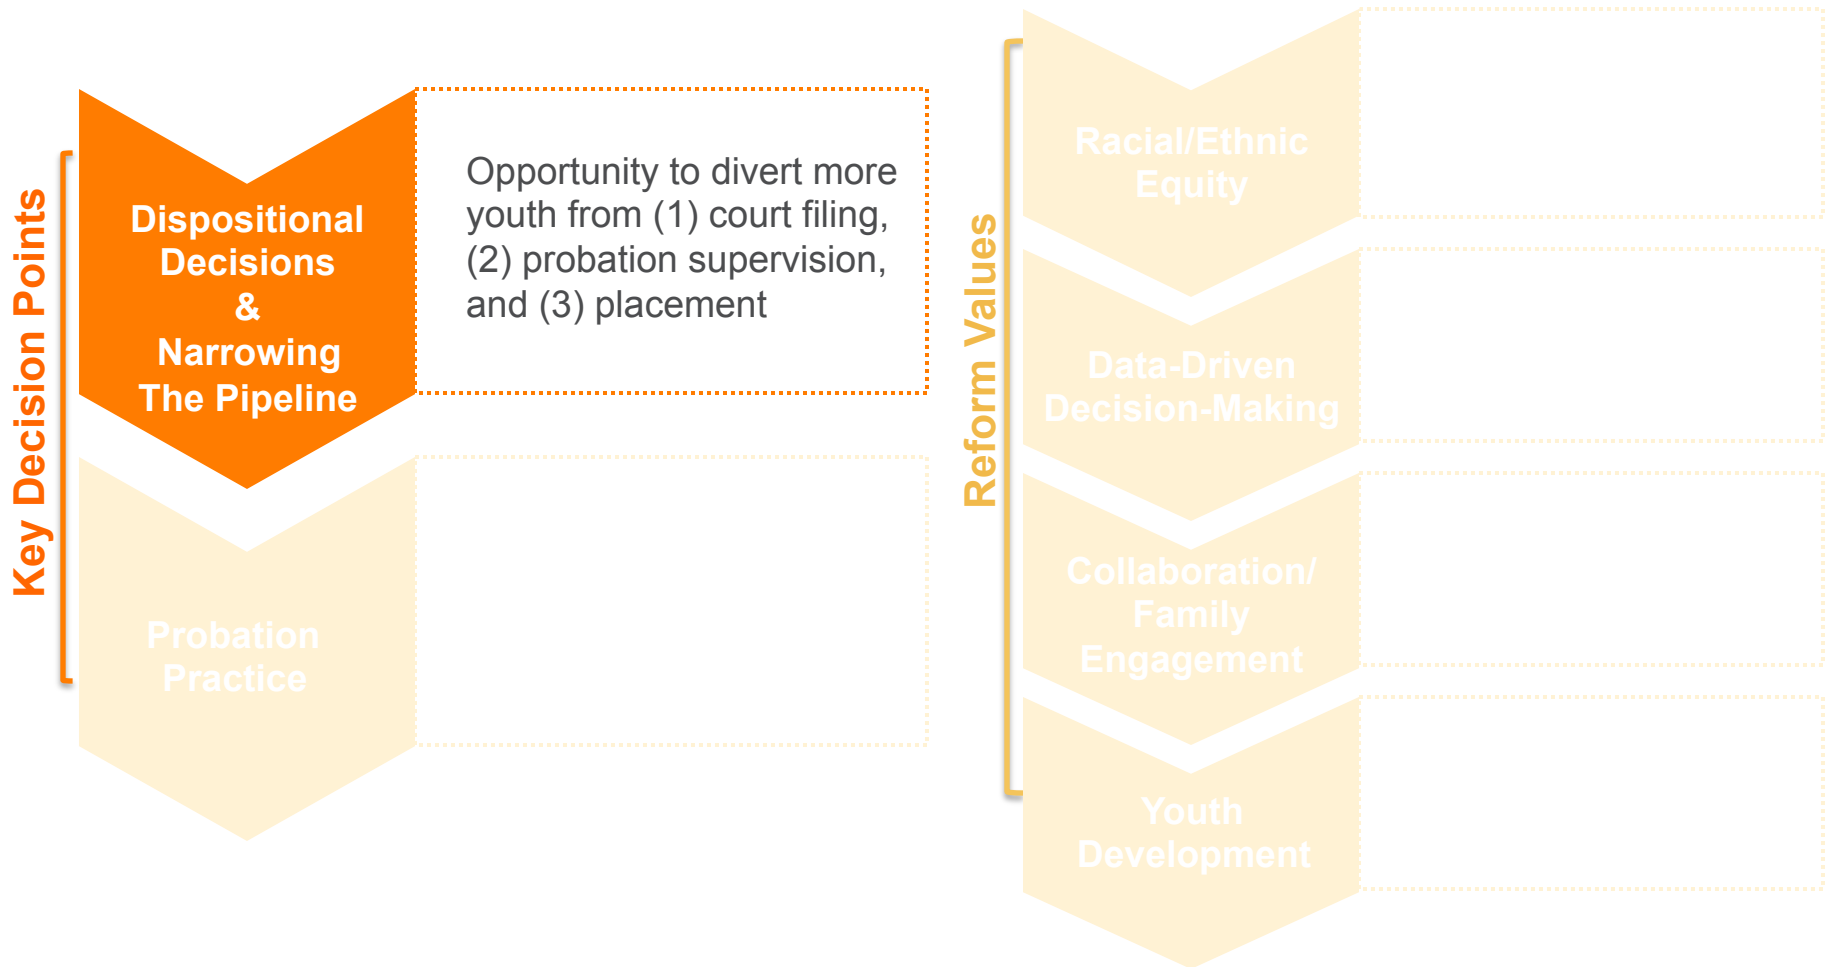 Key Decision Points
Dispositional
Decisions
&
Narrowing
The Pipeline
Opportunity to divert more
youth from (1) court filing,
(2) probation supervision,
and (3) placement
Probation
Practice
Reform Values
Racial/Ethnic
Equity
Data-Driven
Decision-Making
Collaboration/
Family
Engagement
Youth
Development